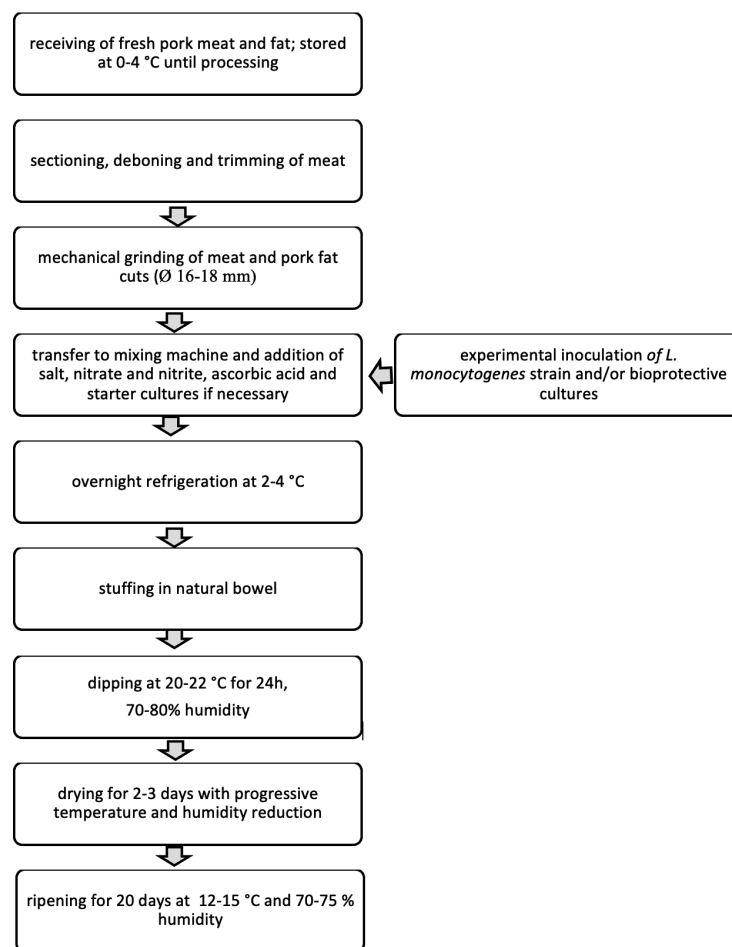 receiving of fresh pork meat and fat; stored
at 0-4 °C until processing
sectioning, deboning and trimming of meat
mechanical grinding of meat and pork fat
cuts (Ø 16-18 mm)
transfer to mixing machine and addition of
salt, nitrate and nitrite, ascorbic acid and
starter cultures if necessary
experimental inoculation of L.
monocytogenes strain and/or bioprotective
cultures
overnight refrigeration at 2-4 °C
stuffing in natural bowel
dipping at 20-22 °C for 24h,
70-80% humidity
drying for 2-3 days with progressive
temperature and humidity reduction
ripening for 20 days at 12-15 °C and 70-75 %
humidity